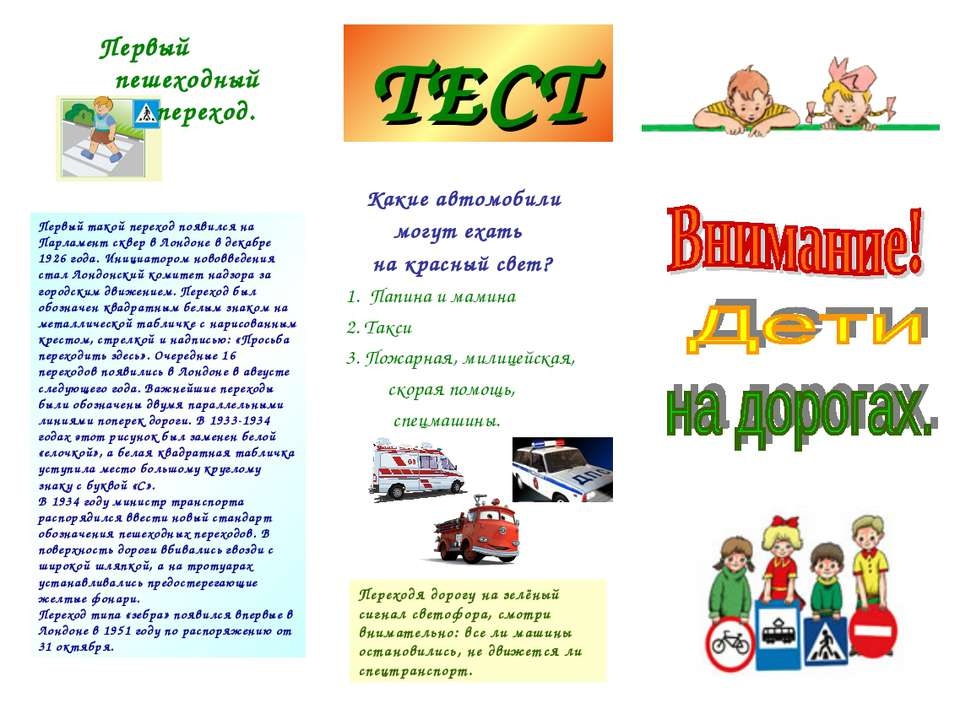 Первый
пешеходный
переход.
Первый такой переход появился на
Парламент сквер в Лондоне в декабре
1926 года. Инициатором нововведения
стал Лондонский комитет надзора за
городским движением. Переход был
обозначен квадратным белым знаком на
металлической табличке с нарисованным
крестом, стрелкой и надписью: «Просьба
переходить здесь». Очередные 16
переходов появились в Лондоне в августе
следующего года. Важнейшие переходы
были обозначены двумя параллельными
линиями поперек дороги. В 1933-1934
годах этот рисунок был заменен белой
«елочкой», а белая квадратная табличка
уступила место большому круглому
знаку с буквой «С».
В 1934 году министр транспорта
распорядился ввести новый стандарт
обозначения пешеходных переходов. В
поверхность дороги вбивались гвозди с
широкой шляпкой, а на тротуарах
устанавливались предостерегающие
желтые фонари.
Переход типа «зебра» появился впервые в
Лондоне в 1951 году по распоряжению от
31 октября.
ТЕСТ
Какие автомобили
могут ехать
на красный свет?
1. Папина и мамина
2. Такси
3. Пожарная, милицейская,
скорая помощь,
спецмашины.
ДПС
Переходя дорогу на зелёный
сигнал светофора, смотри
внимательно: все ли машины
остановились, не движется ли
спецтранспорт.
Внимание!
Дети
на дорогах.